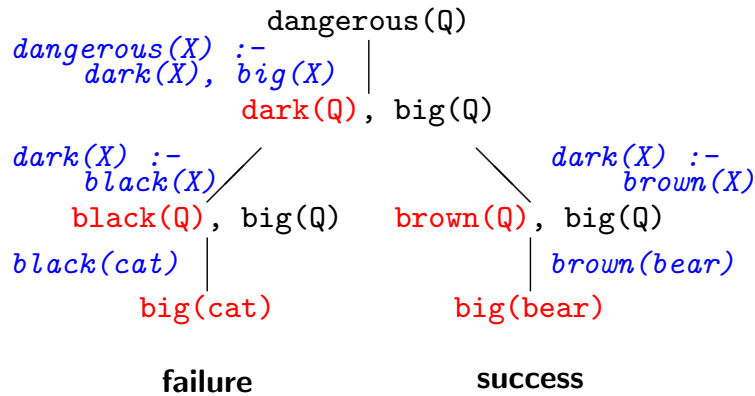 dangerous(Q)
dangerous(X) :-
dark(X), big(X)
dark(Q), big(Q)
dark(X) :-
black(X)
dark(X) :-
brown(X)
black(Q), big(Q)
brown(Q), big(Q)
black(cat)
brown(bear)
big(cat)
big(bear)
failure
success